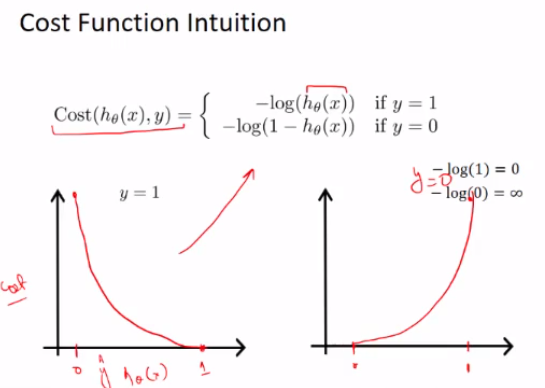 Cost Function Intuition
Cost(hθ(x), y) = { −log(hθ(x)) if y = 1
−log(1 − hθ(x)) if y = 0
y = 1
y=0
−log(1) = 0
−log(0) = ∞
Cost
0 ŷ hθ(x) 1